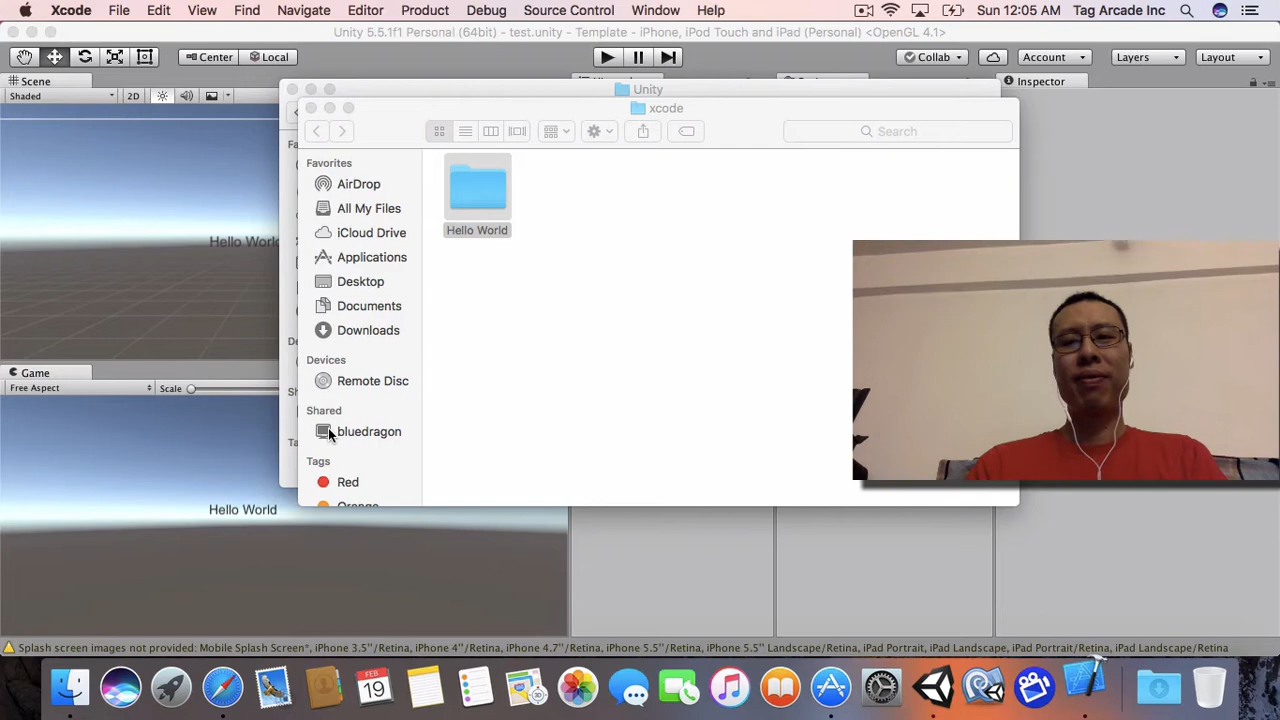 Xcode File Edit View Find Navigate Editor Product Debug Source Control Window Help Sun 12:05 AM Tag Arcade Inc
Unity 5.5.1f1 Personal (64bit) - test.unity - Template - iPhone, iPod Touch and iPad (Personal) <OpenGL 4.1>
Center Local Collab Account Layers Layout
Scene Inspector
Shaded 2D
Unity
xcode
Search
Favorites
AirDrop
All My Files
iCloud Drive
Applications
Desktop
Documents
Downloads
Devices
Remote Disc
Shared
bluedragon
Tags
Red
Orange
Hello World
Hello World
Game
Free Aspect Scale
Hello World
Splash screen images not provided: Mobile Splash Screen*, iPhone 3.5"/Retina, iPhone 4"/Retina, iPhone 4.7"/Retina, iPhone 5.5"/Retina, iPhone 5.5" Landscape/Retina, iPad Portrait, iPad Landscape, iPad Portrait/Retina, iPad Landscape/Retina
FEB
19